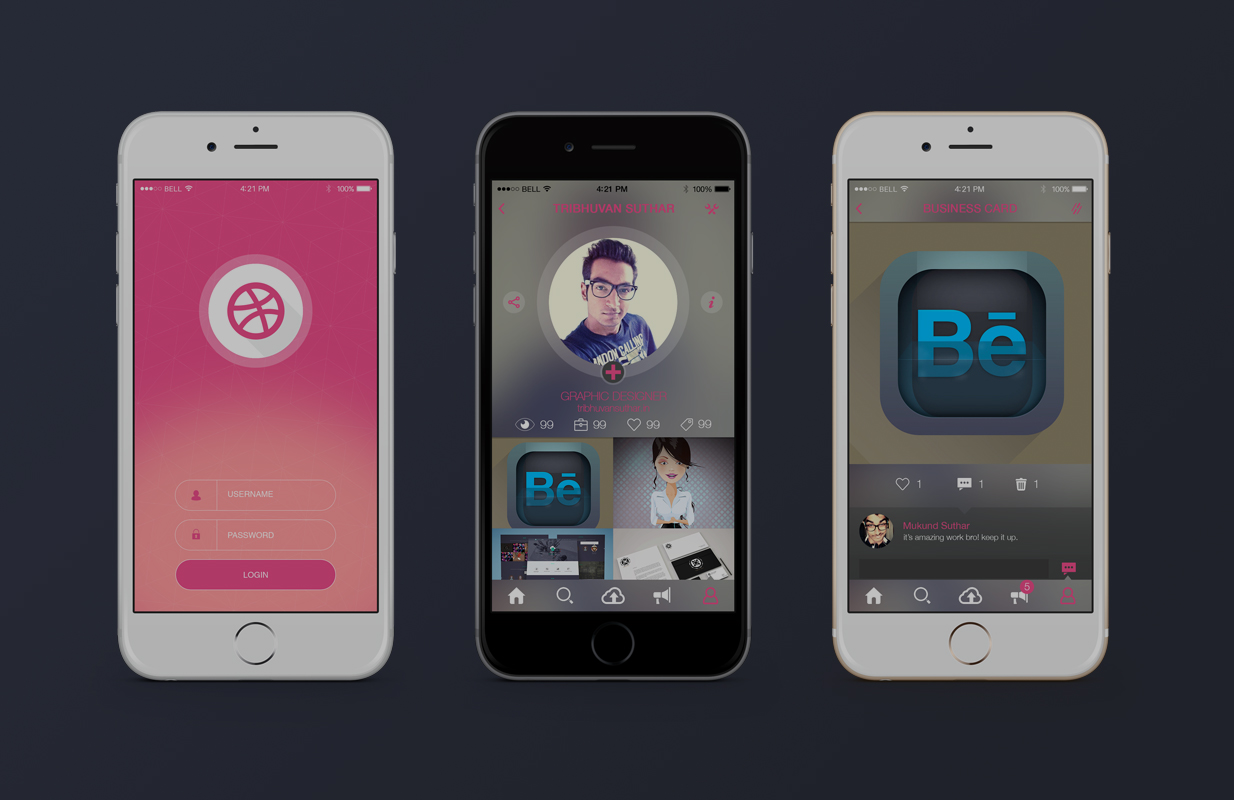 BELL 4:21 PM 100%
USERNAME
PASSWORD
LOGIN
BELL 4:21 PM 100%
TRIBHUVAN SUTHAR
CALLING
GRAPHIC DESIGNER
99 99 99 99
Bē
BELL 4:21 PM 100%
BUSINESS CARD
Bē
1 1 1
Mukund Suthar
it's amazing work bro! keep it up.
5